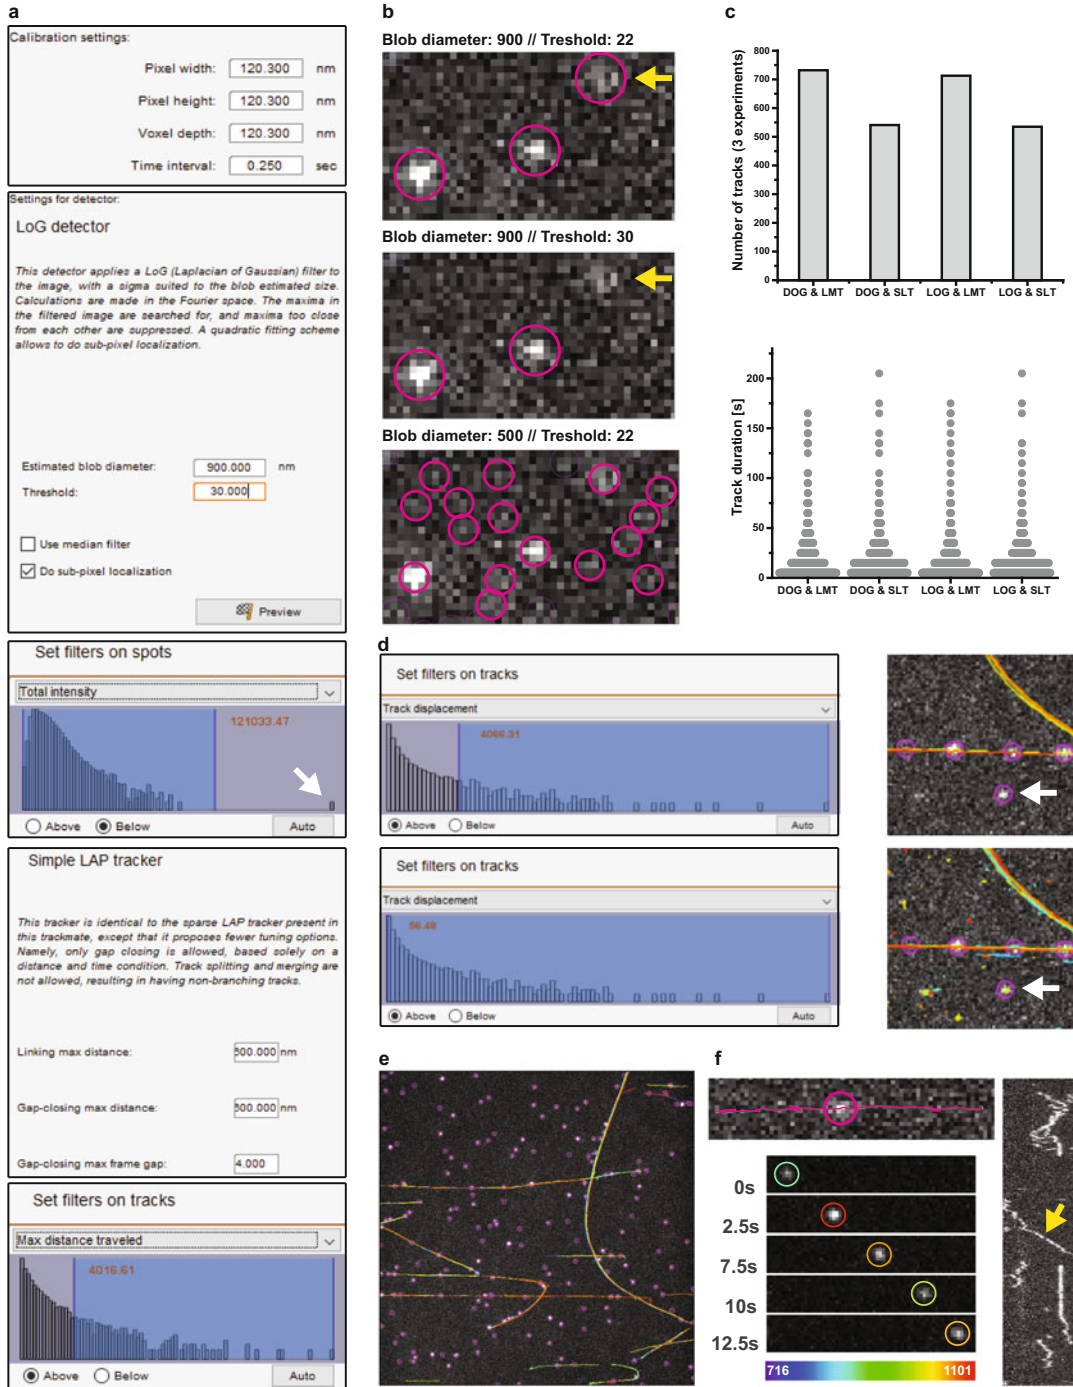 a
Calibration settings:
Pixel width: 120.300 nm
Pixel height: 120.300 nm
Voxel depth: 120.300 nm
Time interval: 0.250 sec
Settings for detector:
LoG detector
This detector applies a LoG (Laplacian of Gaussian) filter to
the image, with a sigma suited to the blob estimated size.
Calculations are made in the Fourier space. The maxima in
the filtered image are searched for, and maxima too close
from each other are suppressed. A quadratic fitting scheme
allows to do sub-pixel localization.
Estimated blob diameter: 900.000 nm
Threshold: 30.000
Use median filter
Do sub-pixel localization
Preview
Set filters on spots
Total intensity
121033.47
Above Below Auto
Simple LAP tracker
This tracker is identical to the sparse LAP tracker present in
this trackmate, except that it proposes fewer tuning options.
Namely, only gap closing is allowed, based solely on a
distance and time condition. Track splitting and merging are
not allowed, resulting in having non-branching tracks.
Linking max distance: 300.000 nm
Gap-closing max distance: 300.000 nm
Gap-closing max frame gap: 4.000
Set filters on tracks
Max distance traveled
4016.61
Above Below Auto
b
Blob diameter: 900 // Treshold: 22
Blob diameter: 900 // Treshold: 30
Blob diameter: 500 // Treshold: 22
c
Number of tracks (3 experiments)
800
700
600
500
400
300
200
100
0
DOG & LMT DOG & SLT LOG & LMT LOG & SLT
Track duration [s]
200
150
100
50
0
DOG & LMT DOG & SLT LOG & LMT LOG & SLT
d
Set filters on tracks
Track displacement
4066.31
Above Below Auto
Set filters on tracks
Track displacement
56.48
Above Below Auto
e
f
0s
2.5s
7.5s
10s
12.5s
716 1101